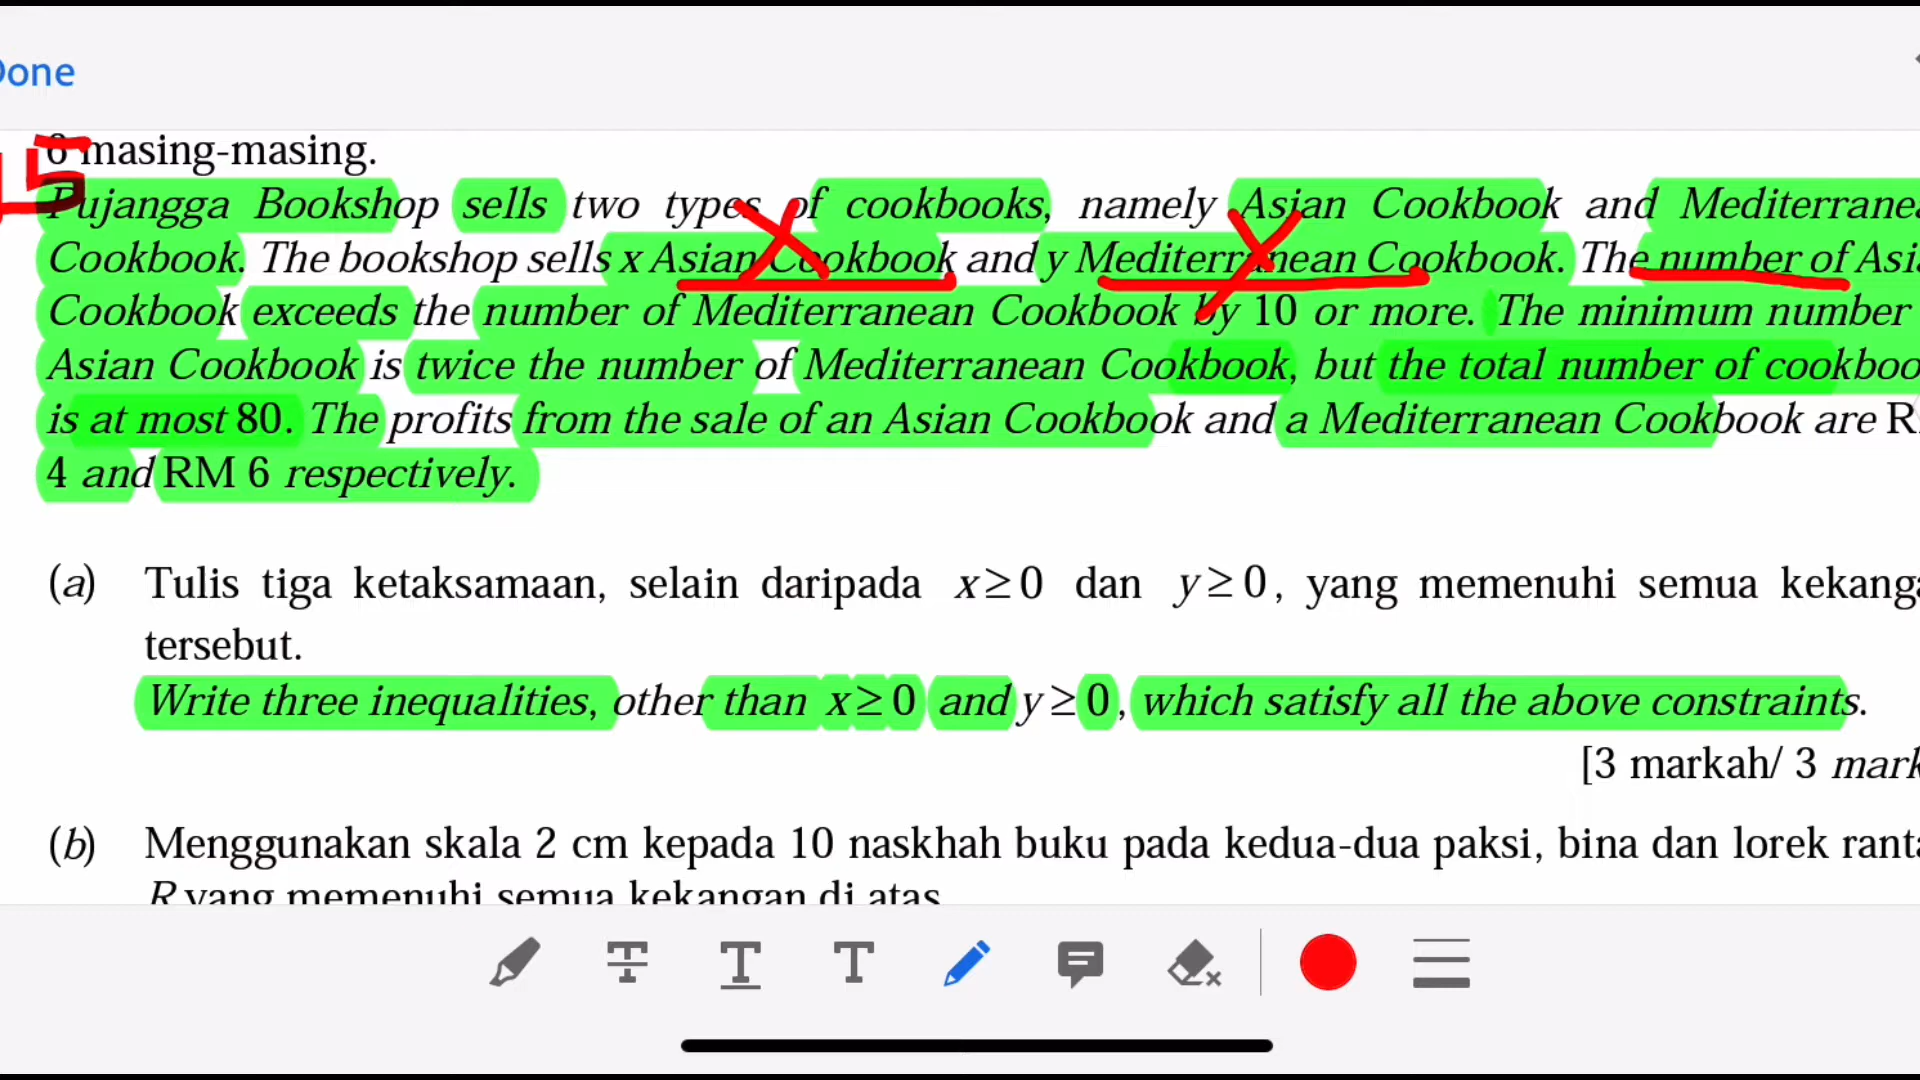 Done
6 masing-masing.
15
Pujangga Bookshop sells two types of cookbooks, namely Asian Cookbook and
Cookbook. The bookshop sells x Asian Cookbook and y Mediterranean Cookbook. The number of
Cookbook exceeds the number of Mediterranean Cookbook by 10 or more. The minimum number
Asian Cookbook is twice the number of Mediterranean Cookbook, but the total number of
is at most 80. The profits from the sale of an Asian Cookbook and a Mediterranean Cookbook are
4 and RM 6 respectively.
(a) Tulis tiga ketaksamaan, selain daripada x ≥ 0 dan y ≥ 0, yang memenuhi semua
tersebut.
Write three inequalities, other than x ≥ 0 and y ≥ 0, which satisfy all the above constraints.
[3 markah/ 3
(b) Menggunakan skala 2 cm kepada 10 naskhah buku pada kedua-dua paksi, bina dan lorek
R yang memenuhi semua kekangan di atas.